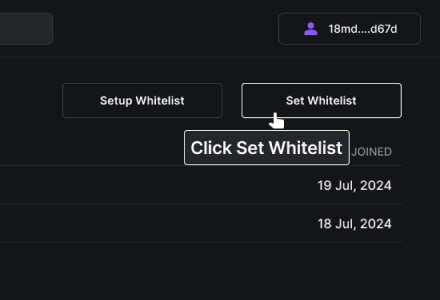 18md....d67d
Setup Whitelist
Set Whitelist
Click Set Whitelist
JOINED
19 Jul, 2024
18 Jul, 2024